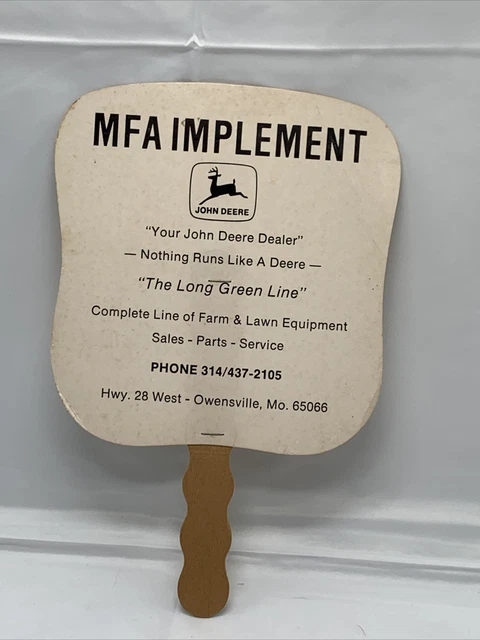 MFA IMPLEMENT
JOHN DEERE
“Your John Deere Dealer”
— Nothing Runs Like A Deere —
“The Long Green Line”
Complete Line of Farm & Lawn Equipment
Sales - Parts - Service
PHONE 314/437-2105
Hwy. 28 West - Owensville, Mo. 65066